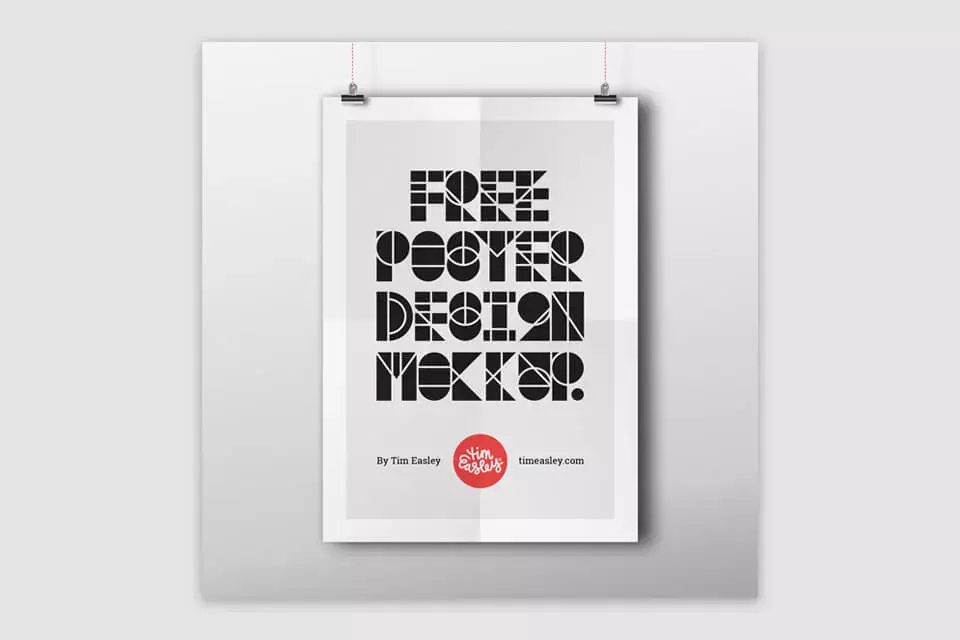 FREE
POSTER
DESIGN
MOCKUP.
By Tim Easley
tim
Easley
timeasley.com